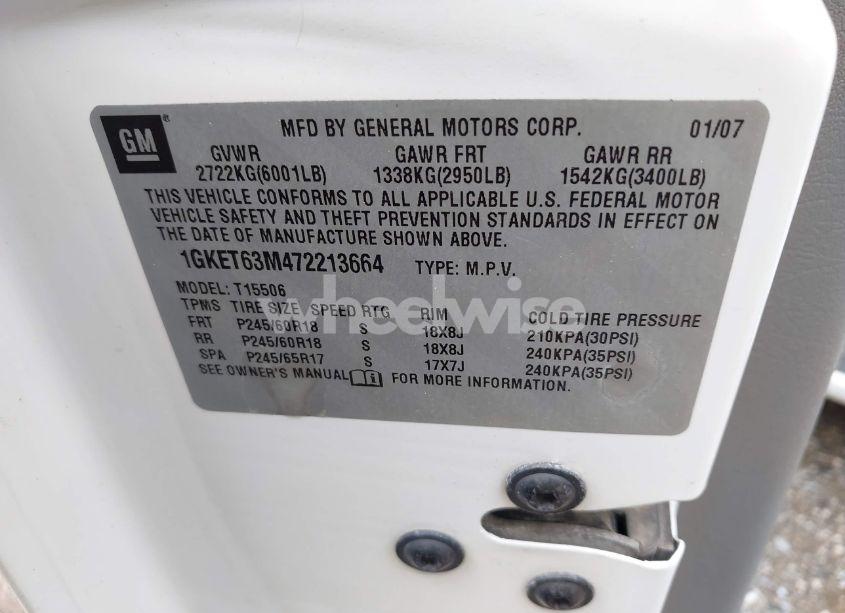 GM
MFD BY GENERAL MOTORS CORP. 01/07
GVWR GAWR FRT GAWR RR
2722KG(6001LB) 1338KG(2950LB) 1542KG(3400LB)
THIS VEHICLE CONFORMS TO ALL APPLICABLE U.S. FEDERAL MOTOR
VEHICLE SAFETY AND THEFT PREVENTION STANDARDS IN EFFECT ON
THE DATE OF MANUFACTURE SHOWN ABOVE.
1GKET63M472213664 TYPE: M.P.V.
MODEL: T15506
TPMS TIRE SIZE SPEED RTG RIM COLD TIRE PRESSURE
FRT P245/60R18 S 18X8J 210KPA(30PSI)
RR P245/60R18 S 18X8J 240KPA(35PSI)
SPA P245/65R17 S 17X7J 240KPA(35PSI)
SEE OWNER'S MANUAL FOR MORE INFORMATION.
wheelwise